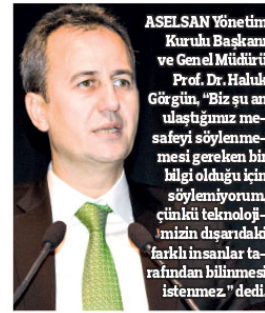 ASELSAN Yönetim
Kurulu Başkanı
ve Genel Müdürü
Prof. Dr. Haluk
Görgün, “Biz şu an
ulaştığımız me-
safeyi söylenme-
mesi gereken bir
bilgi olduğu için
söylemiyorum,
çünkü teknoloji-
mizin dışarıdaki
farklı insanlar ta-
rafından bilinmesi
istenmez.” dedi.